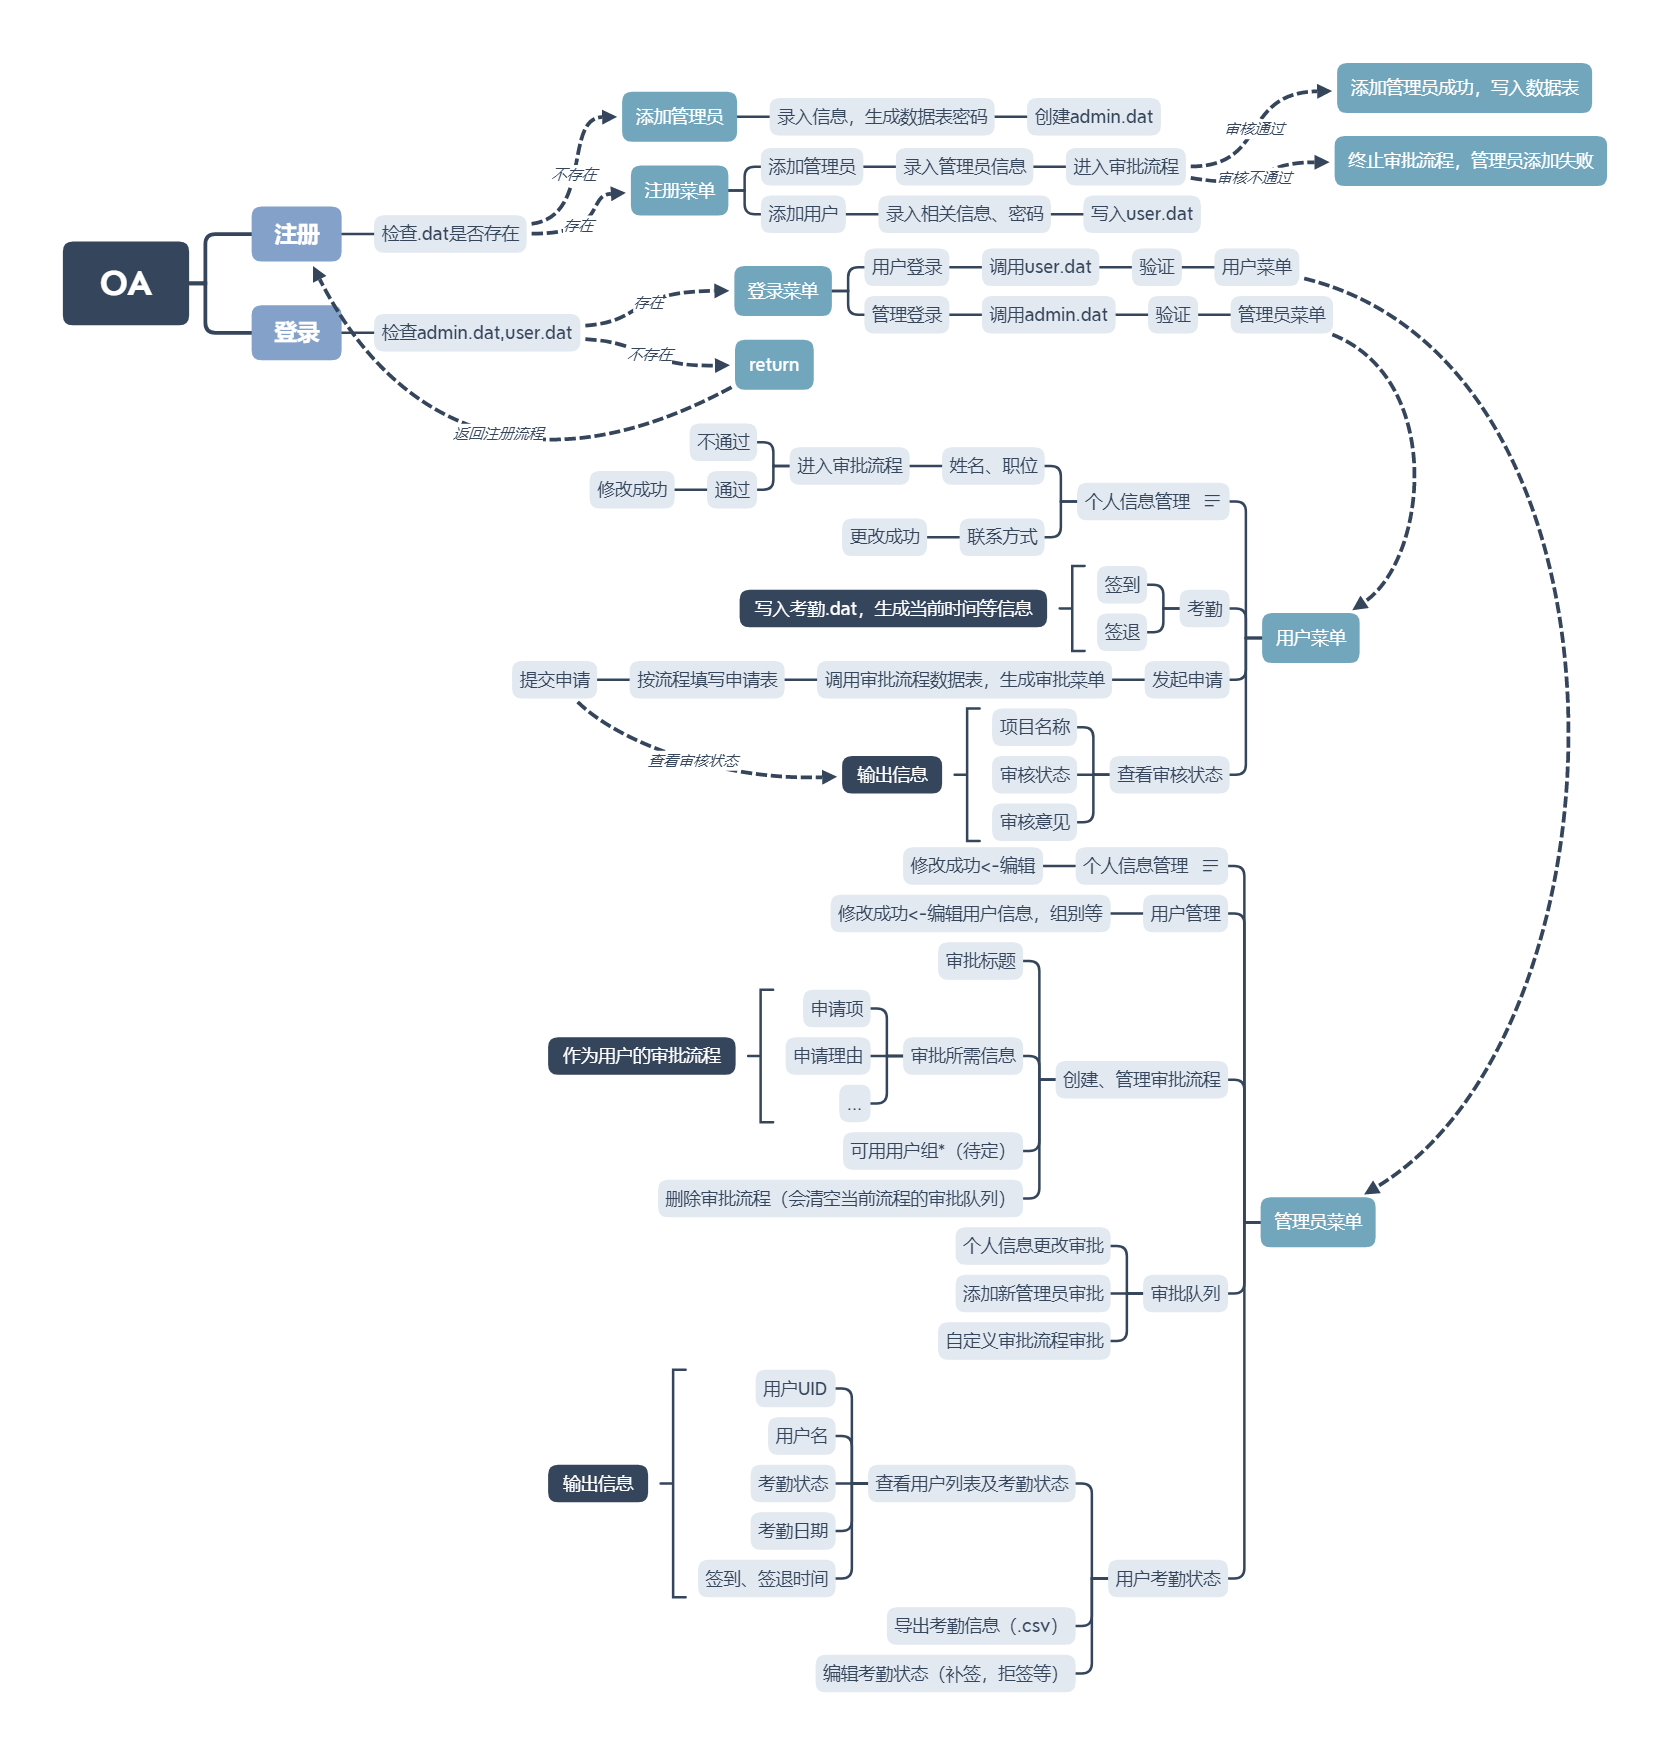 OA
注册
检查.dat是否存在
不存在
添加管理员
录入信息，生成数据表密码
创建admin.dat
存在
注册菜单
添加管理员
录入管理员信息
进入审批流程
审核通过
添加管理员成功，写入数据表
审核不通过
终止审批流程，管理员添加失败
添加用户
录入相关信息、密码
写入user.dat
登录
检查admin.dat,user.dat
存在
登录菜单
用户登录
调用user.dat
验证
用户菜单
管理登录
调用admin.dat
验证
管理员菜单
不存在
return
返回注册流程
不通过
进入审批流程
姓名、职位
修改成功
通过
个人信息管理
更改成功
联系方式
签到
写入考勤.dat，生成当前时间等信息
考勤
签退
用户菜单
提交申请
按流程填写申请表
调用审批流程数据表，生成审批菜单
发起申请
查看审核状态
项目名称
输出信息
审核状态
查看审核状态
审核意见
修改成功<-编辑
个人信息管理
修改成功<-编辑用户信息，组别等
用户管理
审批标题
申请项
作为用户的审批流程
申请理由
审批所需信息
创建、管理审批流程
...
可用用户组*（待定）
删除审批流程（会清空当前流程的审批队列）
管理员菜单
个人信息更改审批
添加新管理员审批
审批队列
自定义审批流程审批
用户UID
用户名
输出信息
考勤状态
查看用户列表及考勤状态
考勤日期
签到、签退时间
用户考勤状态
导出考勤信息（.csv）
编辑考勤状态（补签，拒签等）